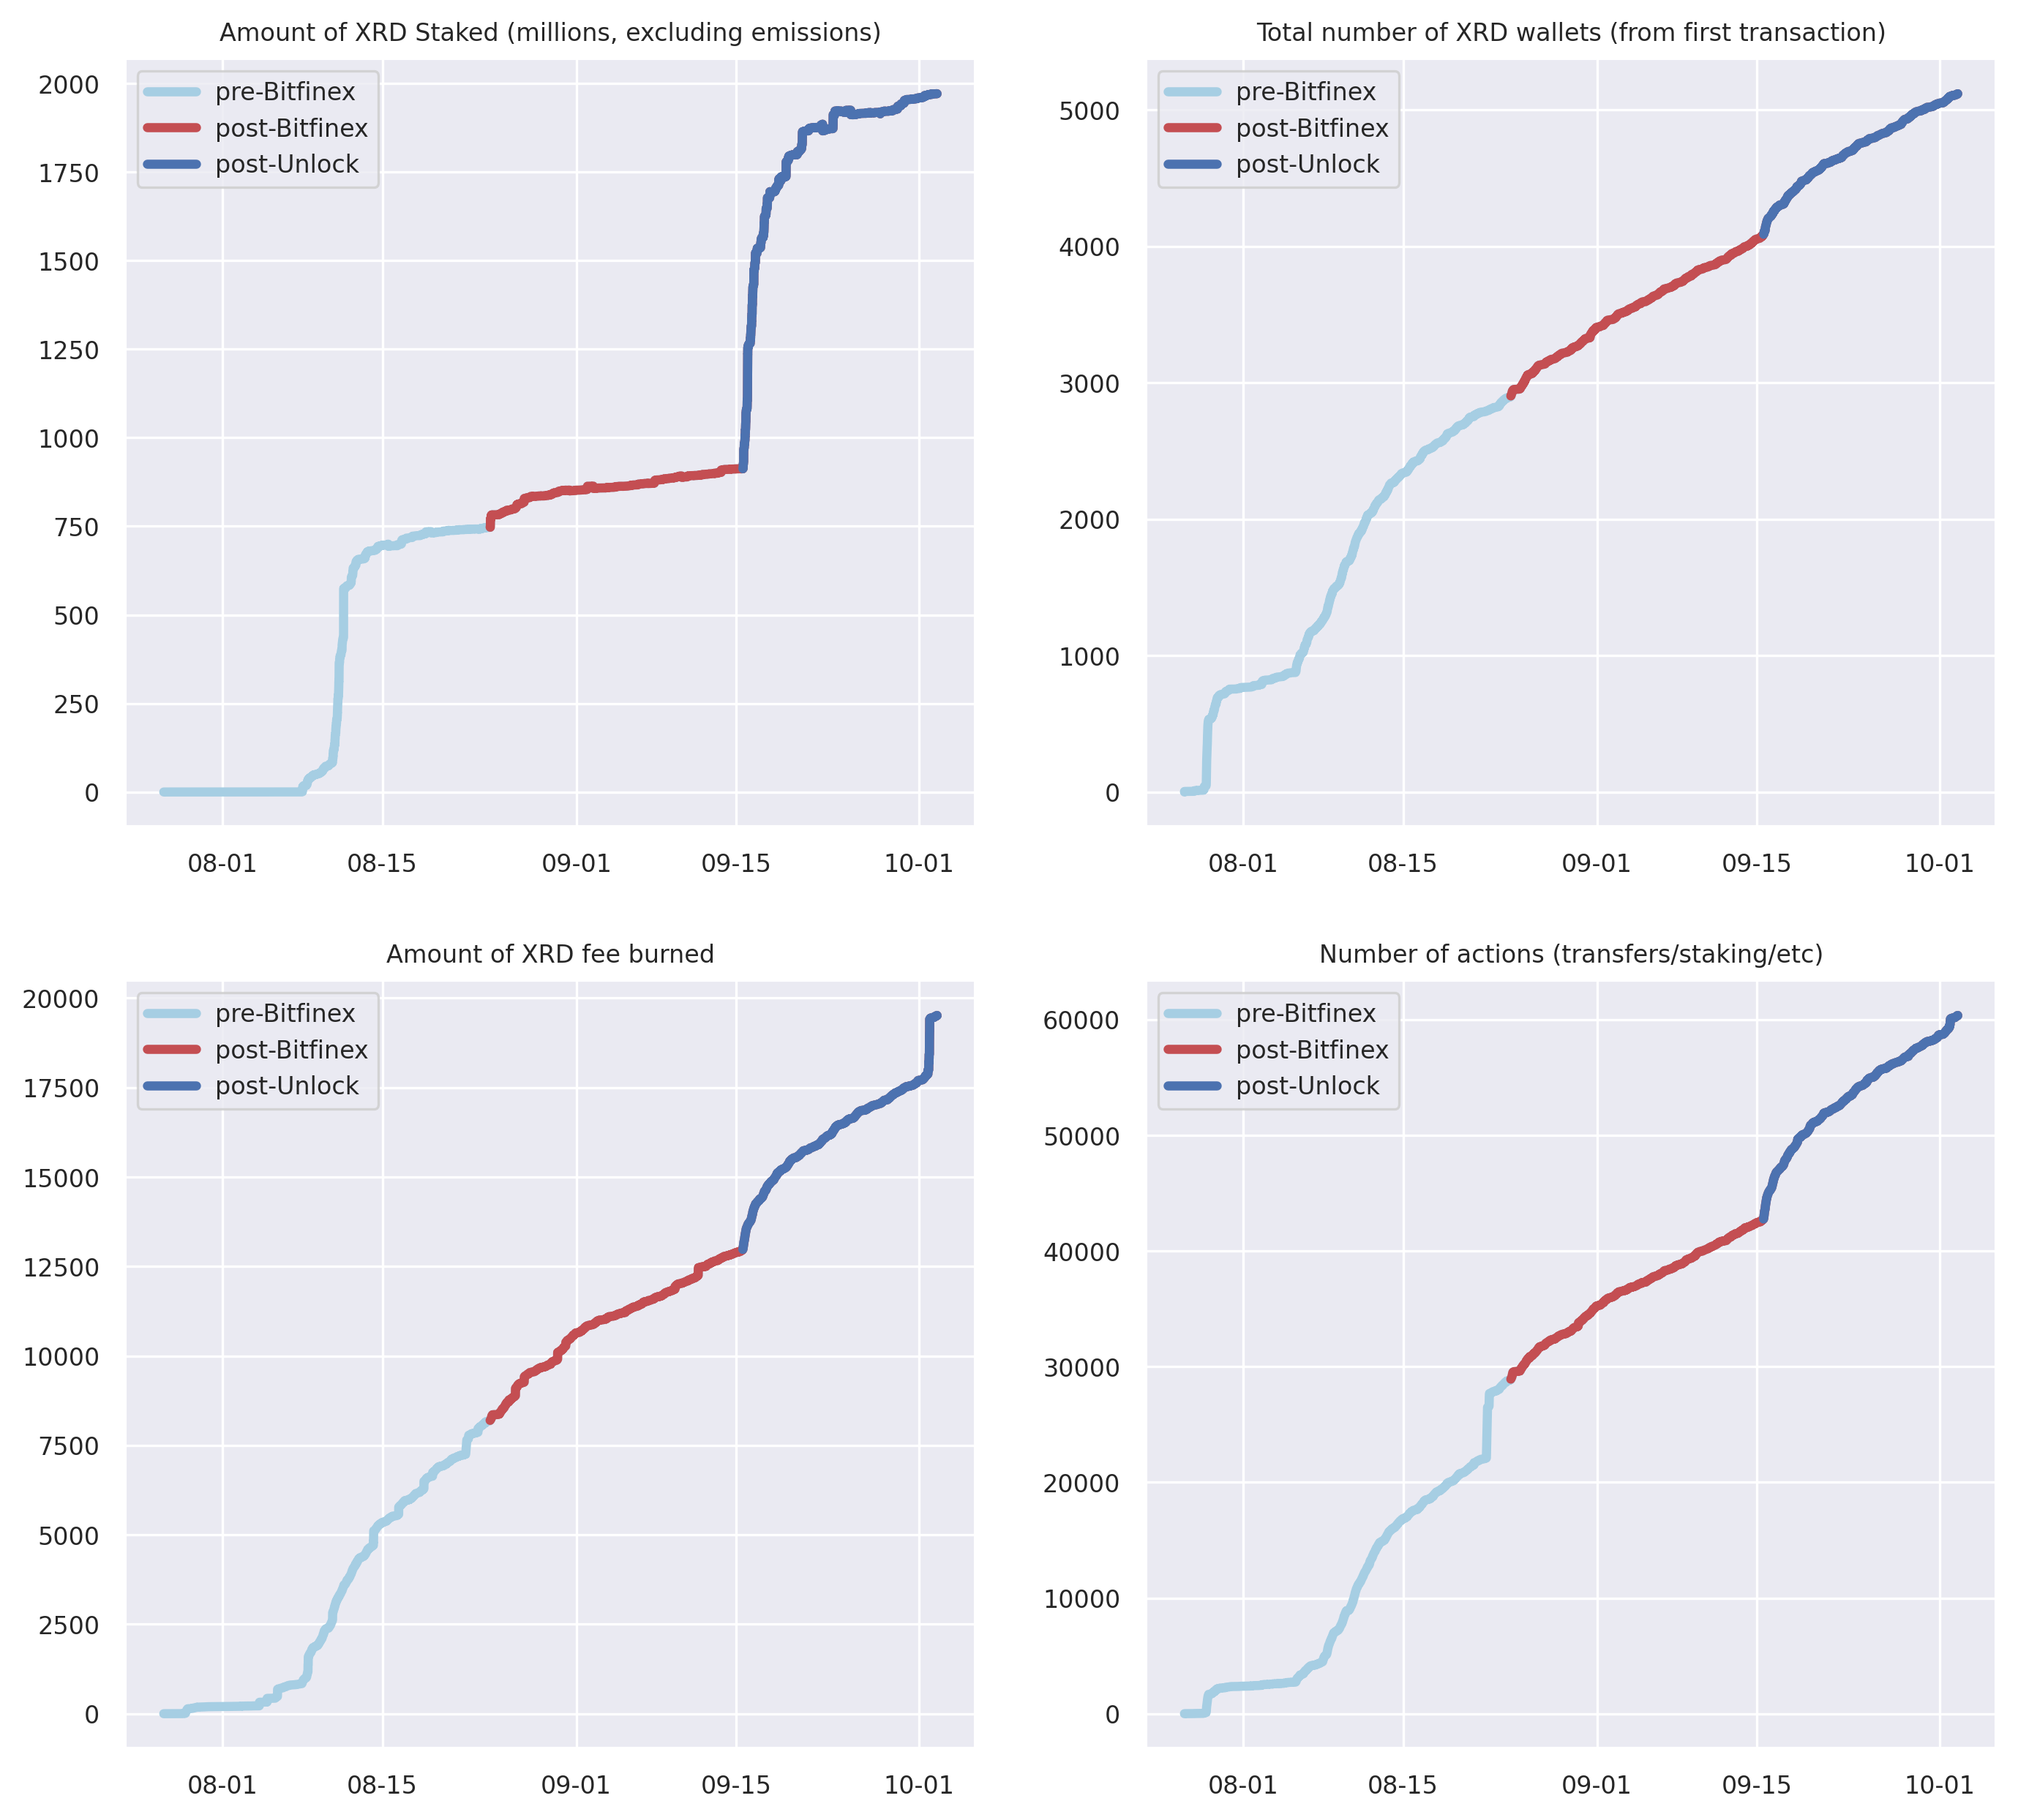 Amount of XRD Staked (millions, excluding emissions)
2000
1750
1500
1250
1000
750
500
250
0
pre-Bitfinex
post-Bitfinex
post-Unlock
08-01 08-15 09-01 09-15 10-01
Total number of XRD wallets (from first transaction)
5000
4000
3000
2000
1000
0
pre-Bitfinex
post-Bitfinex
post-Unlock
08-01 08-15 09-01 09-15 10-01
Amount of XRD fee burned
20000
17500
15000
12500
10000
7500
5000
2500
0
pre-Bitfinex
post-Bitfinex
post-Unlock
08-01 08-15 09-01 09-15 10-01
Number of actions (transfers/staking/etc)
60000
50000
40000
30000
20000
10000
0
pre-Bitfinex
post-Bitfinex
post-Unlock
08-01 08-15 09-01 09-15 10-01